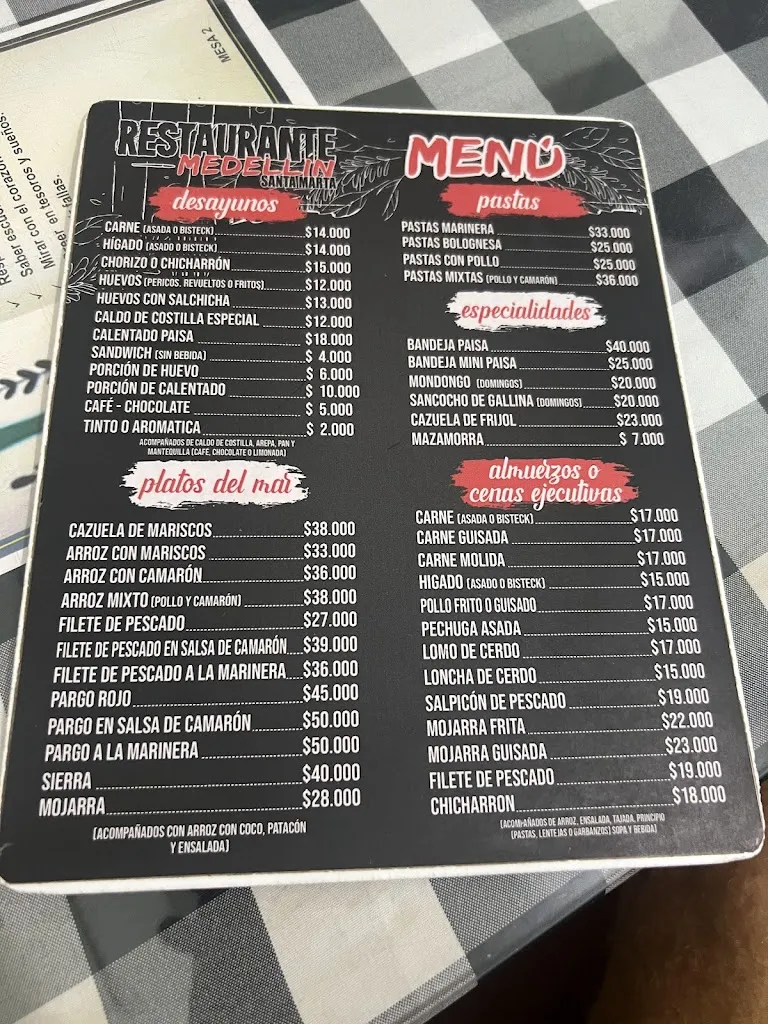 MESA 2
Saber escuch
Mirar con el corazón
en tesoros y sueños.
RESTAURANTE
MEDELLIN
SANTA MARTA
desayunos
CARNE (ASADA O BISTECK) $14.000
HÍGADO (ASADO O BISTECK) $14.000
CHORIZO O CHICHARRÓN $15.000
HUEVOS (PERICOS, REVUELTOS O FRITOS) $12.000
HUEVOS CON SALCHICHA $13.000
CALDO DE COSTILLA ESPECIAL $12.000
CALENTADO PAISA $18.000
SANDWICH (SIN BEBIDA) $ 4.000
PORCIÓN DE HUEVO $ 6.000
PORCIÓN DE CALENTADO $ 10.000
CAFÉ - CHOCOLATE $ 5.000
TINTO O AROMATICA $ 2.000
ACOMPAÑADOS DE CALDO DE COSTILLA, AREPA, PAN Y
MANTEQUILLA (CAFE, CHOCOLATE O LIMONADA)
platos del mar
CAZUELA DE MARISCOS $38.000
ARROZ CON MARISCOS $33.000
ARROZ CON CAMARÓN $36.000
ARROZ MIXTO (POLLO Y CAMARÓN) $38.000
FILETE DE PESCADO $27.000
FILETE DE PESCADO EN SALSA DE CAMARÓN $39.000
FILETE DE PESCADO A LA MARINERA $36.000
PARGO ROJO $45.000
PARGO EN SALSA DE CAMARÓN $50.000
PARGO A LA MARINERA $50.000
SIERRA $40.000
MOJARRA $28.000
(ACOMPAÑADOS CON ARROZ CON COCO, PATACÓN
Y ENSALADA)
MENÚ
pastas
PASTAS MARINERA $33.000
PASTAS BOLOGNESA $25.000
PASTAS CON POLLO $25.000
PASTAS MIXTAS (POLLO Y CAMARÓN) $36.000
especialidades
BANDEJA PAISA $40.000
BANDEJA MINI PAISA $25.000
MONDONGO (DOMINGOS) $20.000
SANCOCHO DE GALLINA (DOMINGOS) $20.000
CAZUELA DE FRIJOL $23.000
MAZAMORRA $ 7.000
almuerzos o
cenas ejecutivas
CARNE (ASADA O BISTECK) $17.000
CARNE GUISADA $17.000
CARNE MOLIDA $17.000
HIGADO (ASADO O BISTECK) $15.000
POLLO FRITO O GUISADO $17.000
PECHUGA ASADA $15.000
LOMO DE CERDO $17.000
LONCHA DE CERDO $15.000
SALPICÓN DE PESCADO $19.000
MOJARRA FRITA $22.000
MOJARRA GUISADA $23.000
FILETE DE PESCADO $19.000
CHICHARRON $18.000
(ACOMPAÑADOS DE ARROZ, ENSALADA, TAJADA, PRINCIPIO
(PASTAS, LENTEJAS O GARBANZOS) SOPA Y BEBIDA)